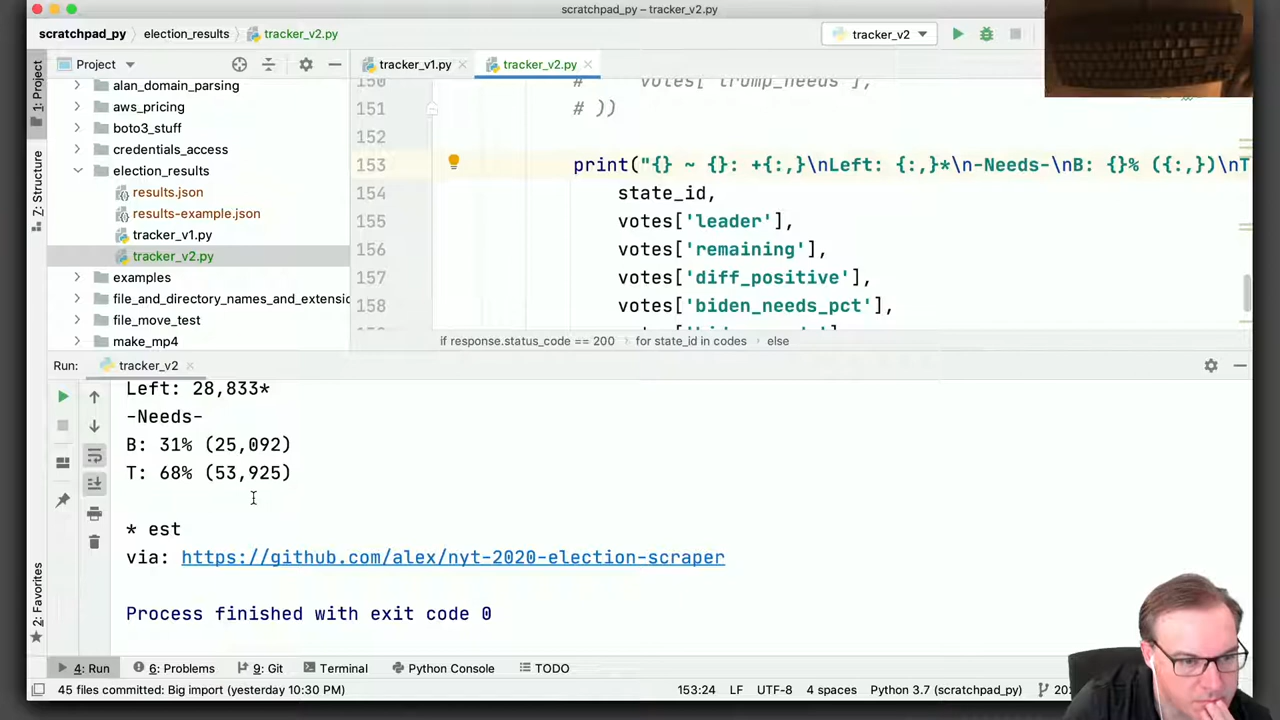 scratchpad_py – tracker_v2.py
scratchpad_py
election_results
tracker_v2.py
tracker_v2
Project
tracker_v1.py
tracker_v2.py
1: Project
Z: Structure
2: Favorites
alan_domain_parsing
aws_pricing
boto3_stuff
credentials_access
election_results
results.json
results-example.json
tracker_v1.py
tracker_v2.py
examples
file_and_directory_names_and_extensio
file_move_test
make_mp4
150 # votes['trump_needs'],
151 # ))
152
153 print("{} ~ {}: +{:,}\nLeft: {:,}*\n-Needs-\nB: {}% ({:,})\nT
154 state_id,
155 votes['leader'],
156 votes['remaining'],
157 votes['diff_positive'],
158 votes['biden_needs_pct'],
if response.status_code == 200
for state_id in codes
else
Run:
tracker_v2
Left: 28,833*
-Needs-
B: 31% (25,092)
T: 68% (53,925)
* est
via: https://github.com/alex/nyt-2020-election-scraper
Process finished with exit code 0
4: Run
6: Problems
9: Git
Terminal
Python Console
TODO
45 files committed: Big import (yesterday 10:30 PM)
153:24
LF
UTF-8
4 spaces
Python 3.7 (scratchpad_py)